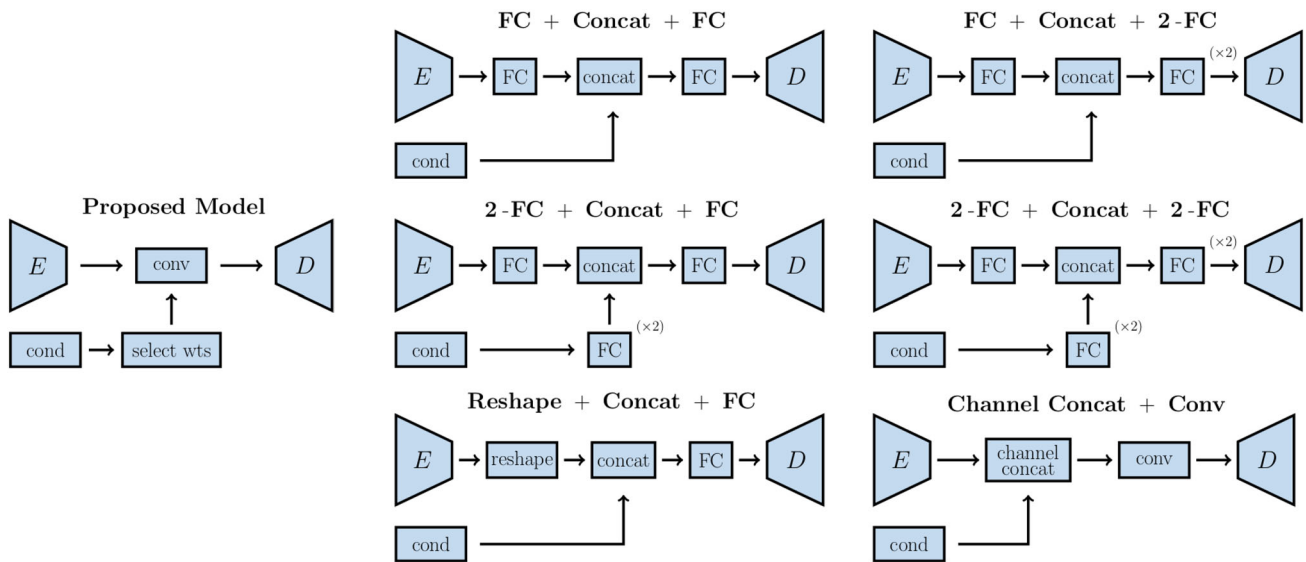 FC + Concat + FC
E FC concat FC D
cond
FC + Concat + 2-FC
E FC concat FC (×2) D
cond
Proposed Model
E conv D
cond select wts
2-FC + Concat + FC
E FC concat FC D
cond FC (×2)
2-FC + Concat + 2-FC
E FC concat FC (×2) D
cond FC (×2)
Reshape + Concat + FC
E reshape concat FC D
cond
Channel Concat + Conv
E channel concat conv D
cond